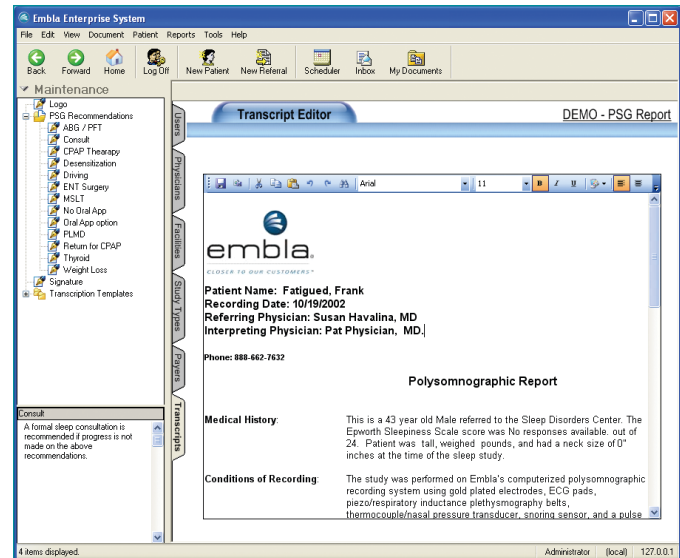 Embla Enterprise System
File Edit View Document Patient Reports Tools Help
Back Forward Home Log Off New Patient New Referral Scheduler Inbox My Documents
Maintenance
Logo
PSG Recommendations
ABG / PFT
Consult
CPAP Thearapy
Desensitization
Driving
ENT Surgery
MSLT
No Oral App
Oral App option
PLMD
Return for CPAP
Thyroid
Weight Loss
Signature
Transcription Templates
Consult
A formal sleep consultation is
recommended if progress is not
made on the above
recommendations.
Users
Physicians
Facilities
Study Types
Payers
Transcripts
Transcript Editor
DEMO - PSG Report
Arial 11 B I U
embla.
CLOSER TO OUR CUSTOMERS*
Patient Name: Fatigued, Frank
Recording Date: 10/19/2002
Referring Physician: Susan Havalina, MD
Interpreting Physician: Pat Physician, MD.
Phone: 888-662-7632
Polysomnographic Report
Medical History: This is a 43 year old Male referred to the Sleep Disorders Center. The
Epworth Sleepiness Scale score was No responses available. out of
24. Patient was tall, weighed pounds, and had a neck size of 0"
inches at the time of the sleep study.
Conditions of Recording: The study was performed on Embla's computerized polysomnographic
recording system using gold plated electrodes, ECG pads,
piezo/respiratory inductance plethysmography belts,
thermocouple/nasal pressure transducer, snoring sensor, and a pulse
4 items displayed. Administrator (local) 127.0.0.1